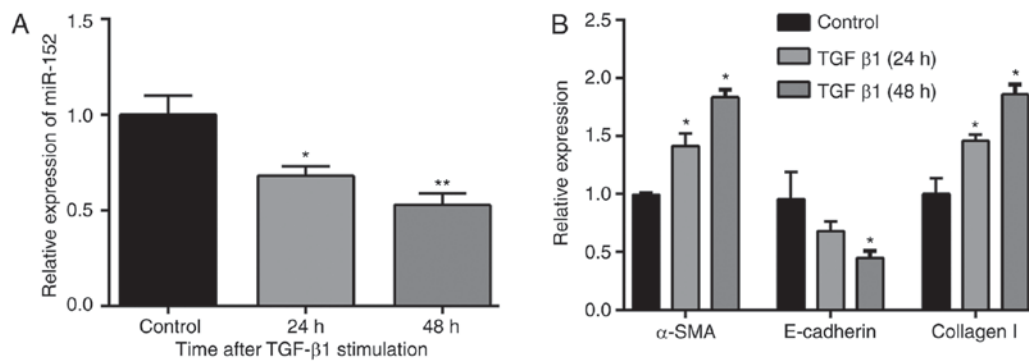 A
Relative expression of miR-152
1.5
1.0
0.5
0.0
*
**
Control
24 h
48 h
Time after TGF-β1 stimulation
B
Control
TGF β1 (24 h)
TGF β1 (48 h)
Relative expression
2.5
2.0
1.5
1.0
0.5
0.0
*
*
*
*
*
α-SMA
E-cadherin
Collagen I